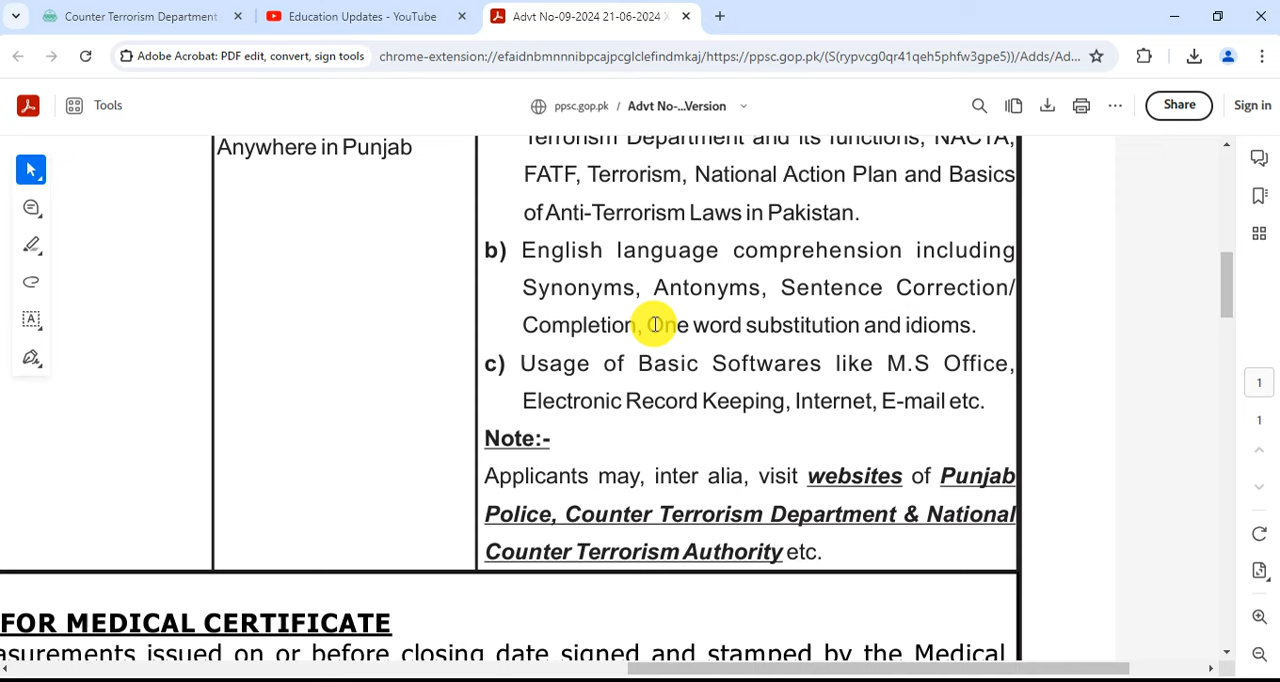 Counter Terrorism Department
Education Updates - YouTube
Advt No-09-2024 21-06-2024
Adobe Acrobat: PDF edit, convert, sign tools
chrome-extension://efaidnbmnnnibpcajpcglclefindmkaj/https://ppsc.gop.pk/(S(rypvcg0qr41qeh5phfw3gpe5))/Adds/Ad...
Tools
ppsc.gop.pk / Advt No-...Version
Share
Sign in
Anywhere in Punjab
Terrorism Department and its functions, NACTA,
FATF, Terrorism, National Action Plan and Basics
of Anti-Terrorism Laws in Pakistan.
b) English language comprehension including
Synonyms, Antonyms, Sentence Correction/
Completion, One word substitution and idioms.
c) Usage of Basic Softwares like M.S Office,
Electronic Record Keeping, Internet, E-mail etc.
Note:-
Applicants may, inter alia, visit websites of Punjab
Police, Counter Terrorism Department & National
Counter Terrorism Authority etc.
FOR MEDICAL CERTIFICATE
asurements issued on or before closing date signed and stamped by the Medical
1
1